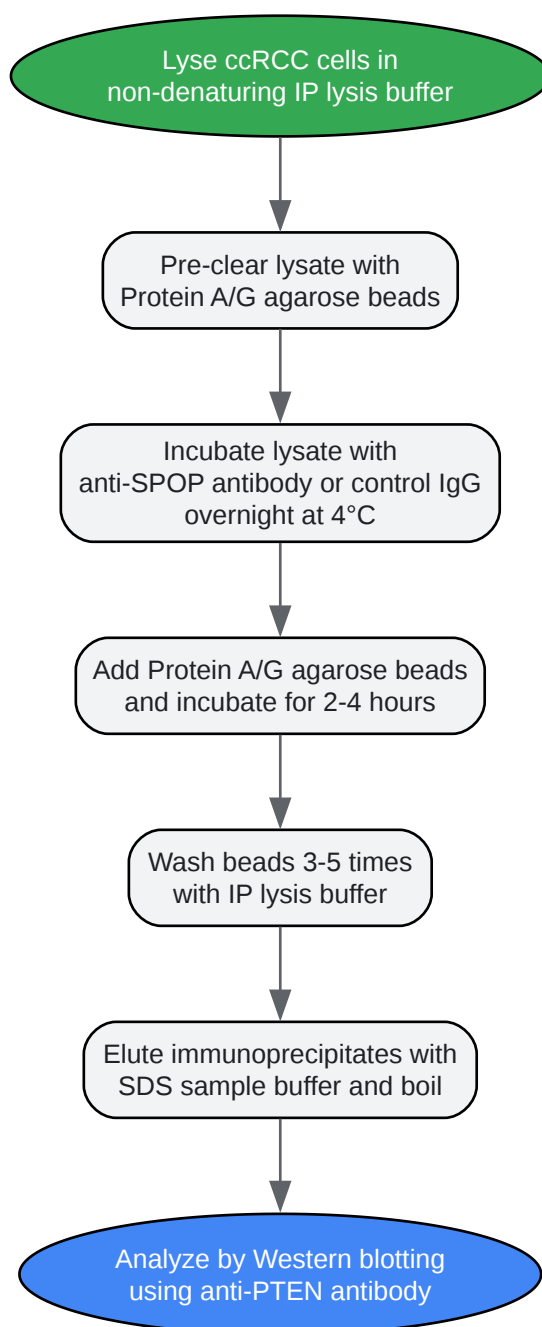 Lyse ccRCC cells in
non-denaturing IP lysis buffer
Pre-clear lysate with
Protein A/G agarose beads
Incubate lysate with
anti-SPOP antibody or control IgG
overnight at 4°C
Add Protein A/G agarose beads
and incubate for 2-4 hours
Wash beads 3-5 times
with IP lysis buffer
Elute immunoprecipitates with
SDS sample buffer and boil
Analyze by Western blotting
using anti-PTEN antibody